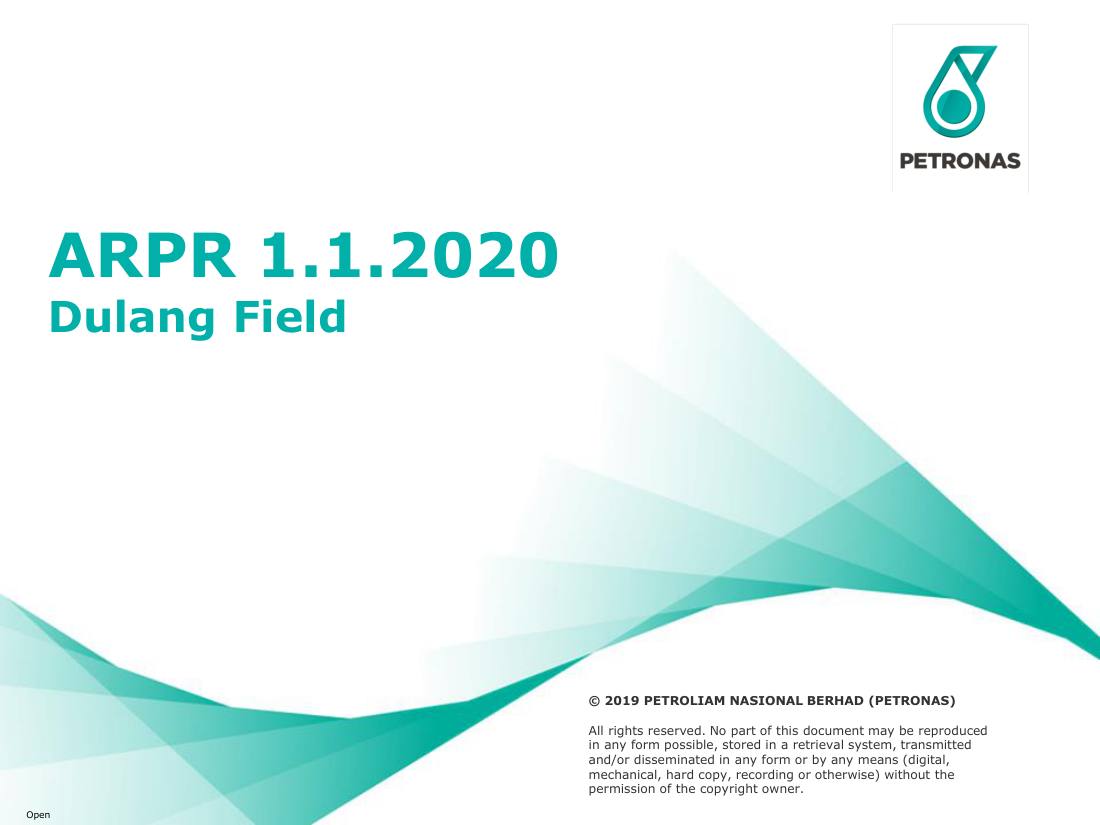 PETRONAS
ARPR 1.1.2020
Dulang Field
© 2019 PETROLIAM NASIONAL BERHAD (PETRONAS)
All rights reserved. No part of this document may be reproduced
in any form possible, stored in a retrieval system, transmitted
and/or disseminated in any form or by any means (digital,
mechanical, hard copy, recording or otherwise) without the
permission of the copyright owner.
Open